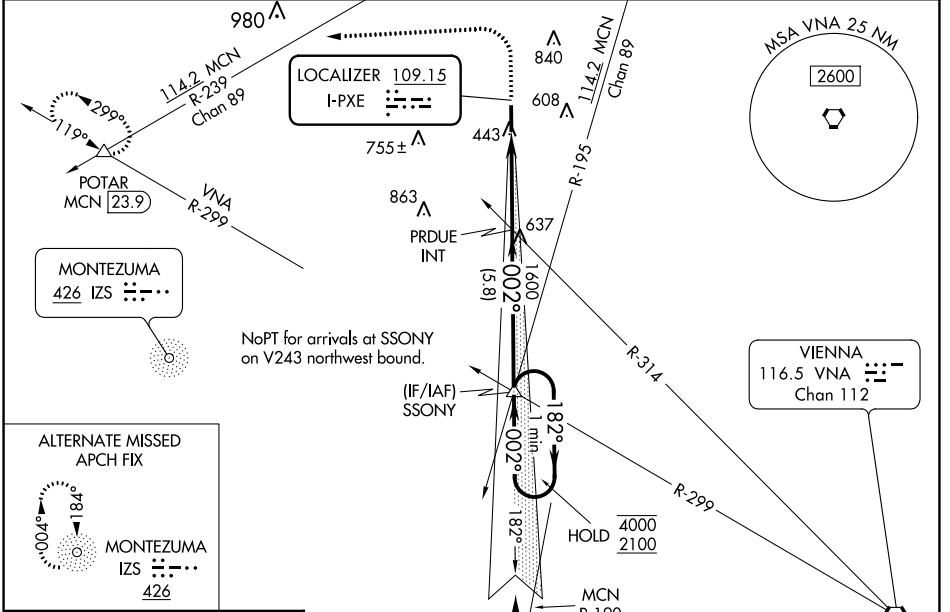 980
114.2 MCN
R-239
Chan 89
LOCALIZER 109.15
I-PXE
840
608
443
755±
114.2 MCN
Chan 89
R-195
MSA VNA 25 NM
2600
299°
119°
POTAR
MCN 23.9
VNA
R-299
863
637
PRDUE
INT
1600
002°
(5.8)
MONTEZUMA
426 IZS
NoPT for arrivals at SSONY
on V243 northwest bound.
R-314
VIENNA
116.5 VNA
Chan 112
(IF/IAF)
SSONY
182°
1 min
002°
182°
HOLD 4000
2100
R-299
ALTERNATE MISSED
APCH FIX
004°
184°
MONTEZUMA
IZS
426
MCN